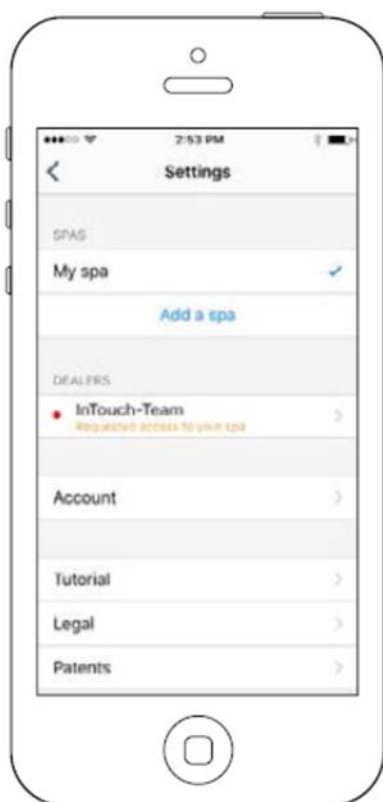 2:53 PM
Settings
SPAS
My spa
Add a spa
DEALERS
InTouch-Team
Requested access to your spa
Account
Tutorial
Legal
Patents